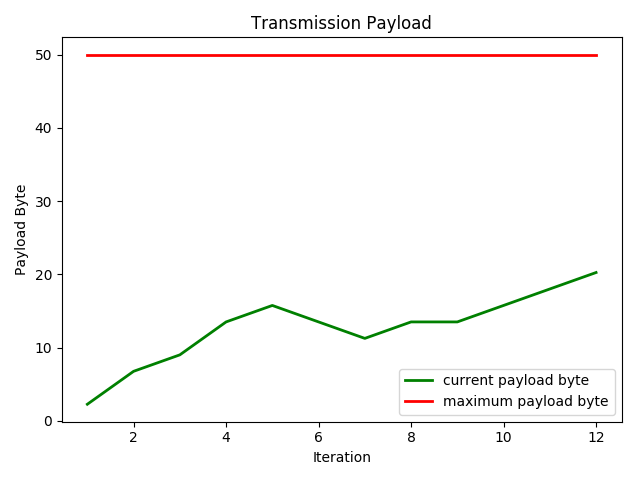 Transmission Payload
50
40
30
20
10
0
Payload Byte
current payload byte
maximum payload byte
2 4 6 8 10 12
Iteration